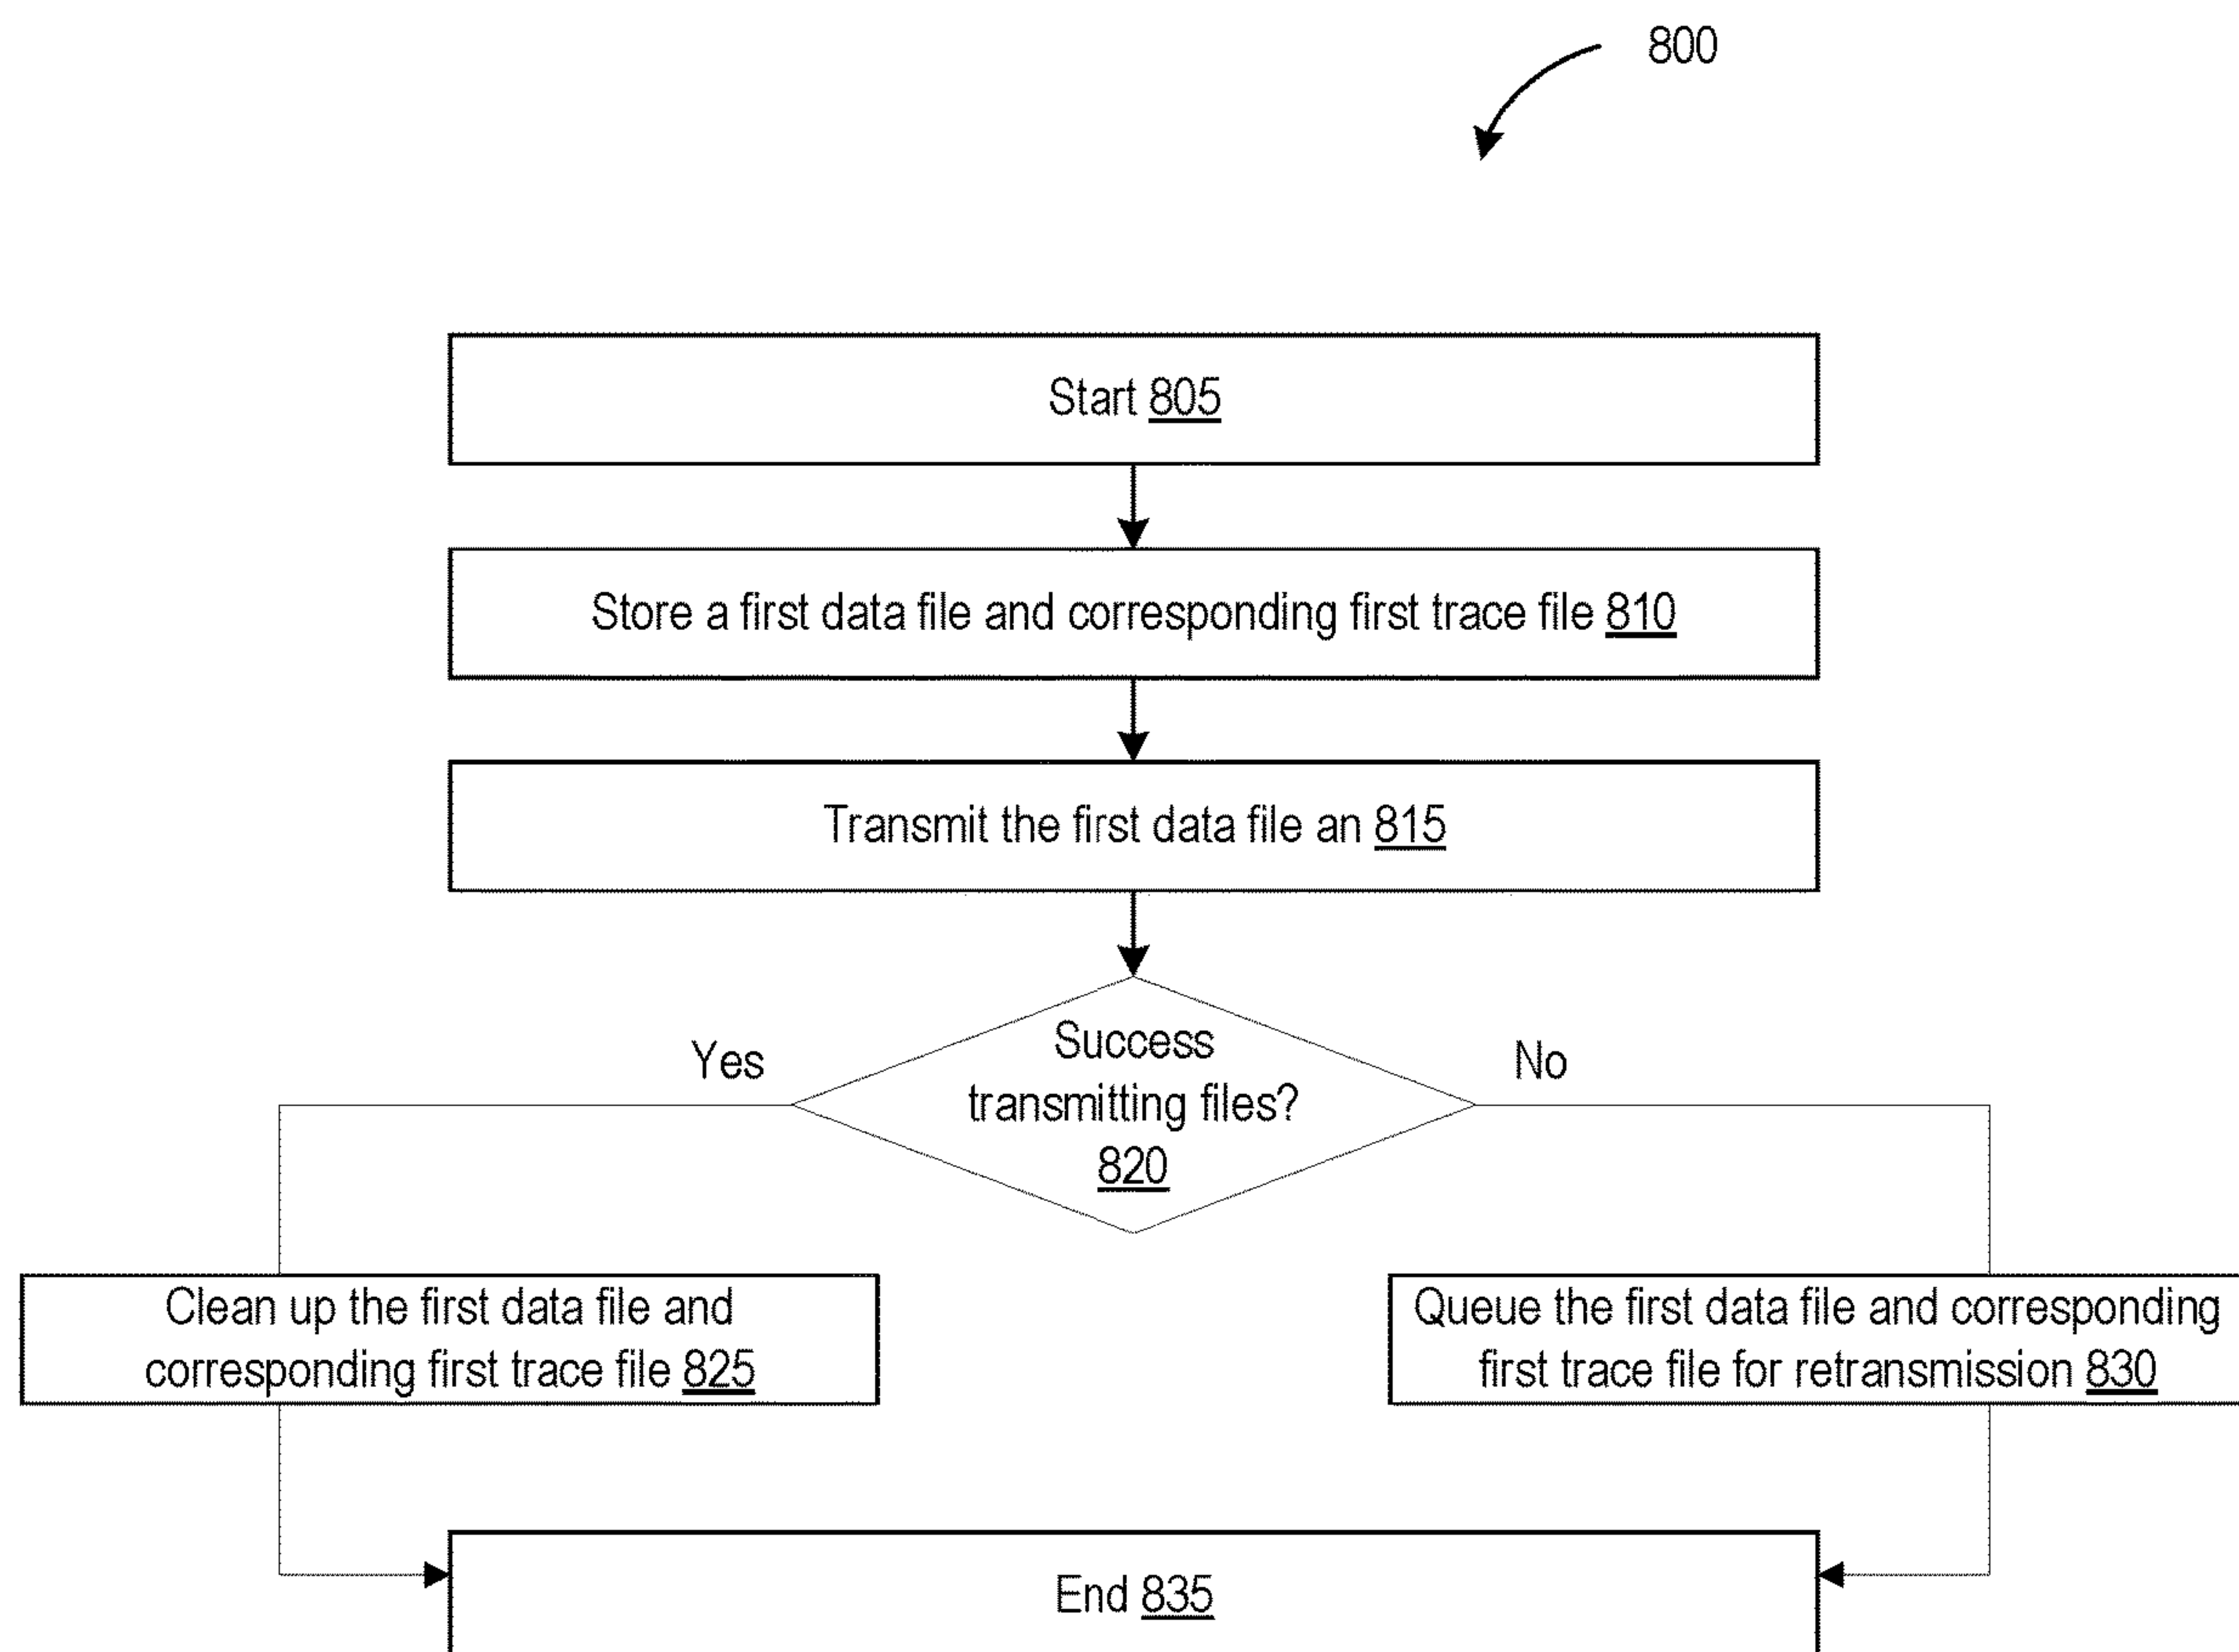 800
Start 805
Store a first data file and corresponding first trace file 810
Transmit the first data file an 815
Success
transmitting files?
820
Yes
No
Clean up the first data file and
corresponding first trace file 825
Queue the first data file and corresponding
first trace file for retransmission 830
End 835